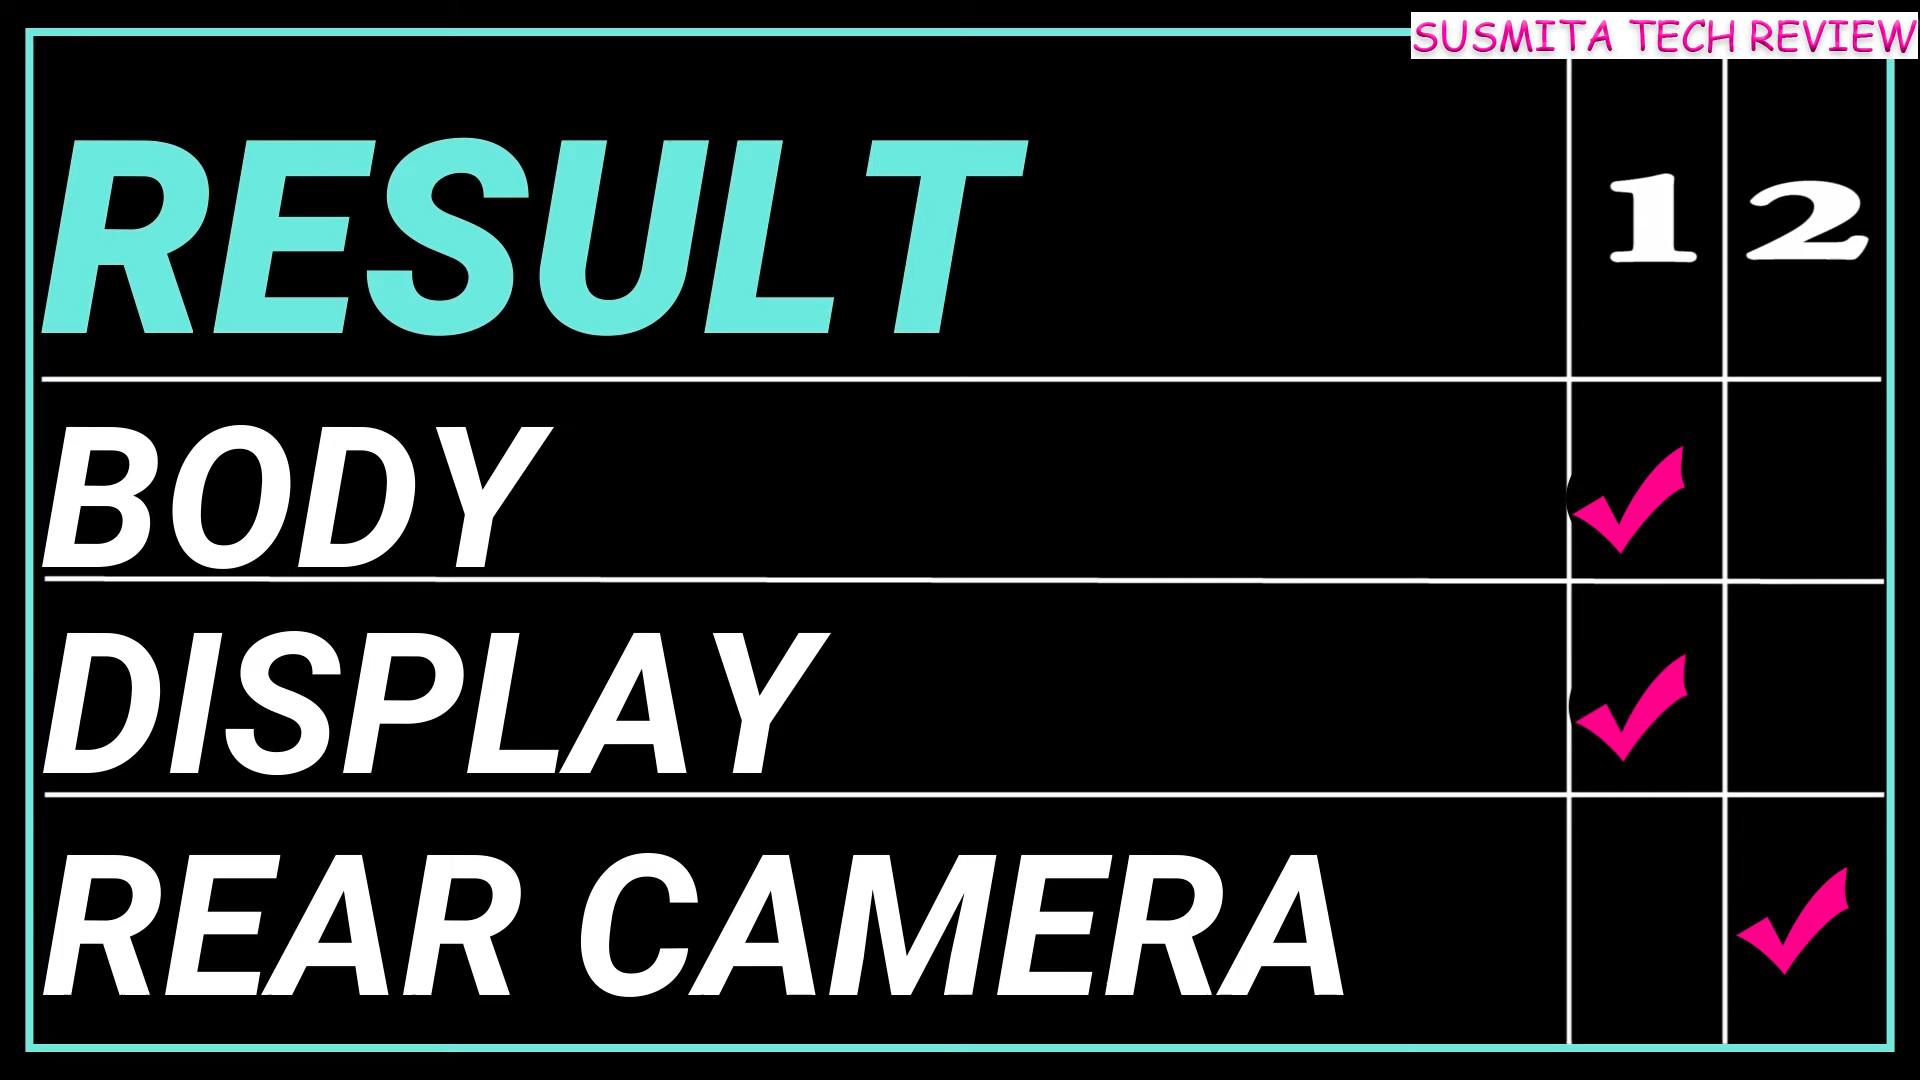 SUSMITA TECH REVIEW
RESULT 1 2
BODY
DISPLAY
REAR CAMERA